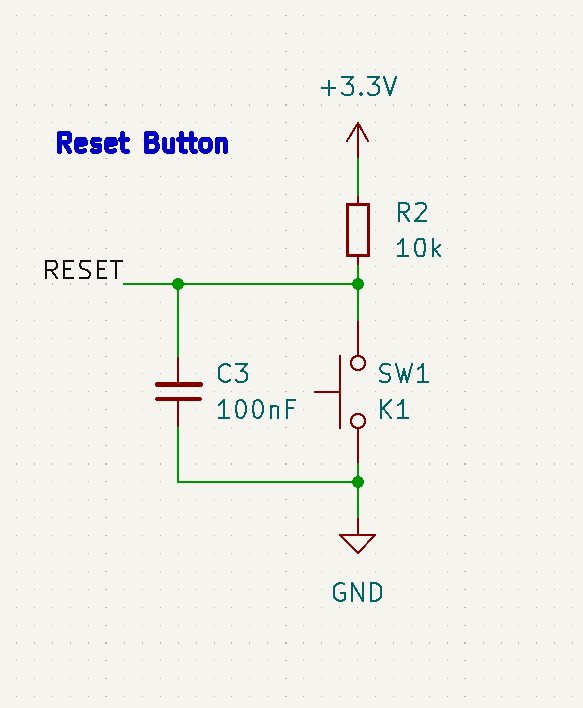 +3.3V
Reset Button
R2
10k
RESET
C3
100nF
SW1
K1
GND